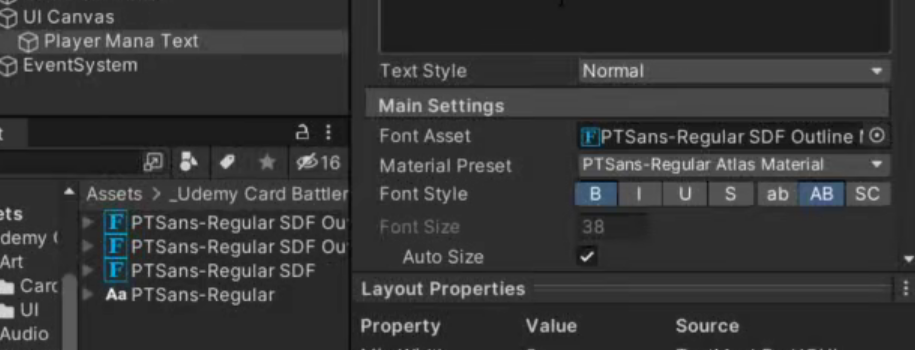 UI Canvas
Player Mana Text
EventSystem
16
Assets > _Udemy Card Battler
PTSans-Regular SDF Ou
PTSans-Regular SDF Ou
PTSans-Regular SDF
Aa PTSans-Regular
ets
demy
Art
Card
UI
Audio
Text Style Normal
Main Settings
Font Asset F PTSans-Regular SDF Outline
Material Preset PTSans-Regular Atlas Material
Font Style B I U S ab AB SC
Font Size 38
Auto Size
Layout Properties
Property Value Source